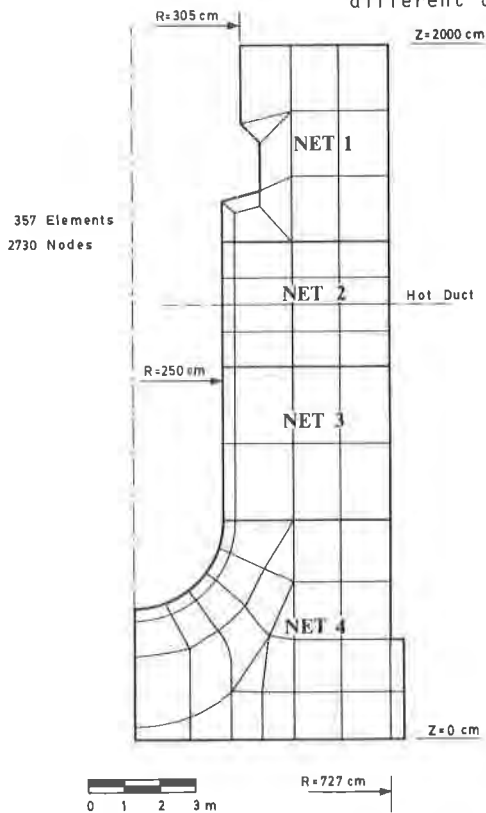 different
R=305 cm
Z=2000 cm
NET 1
357 Elements
2730 Nodes
NET 2
Hot Duct
R=250 cm
NET 3
NET 4
Z=0 cm
R=727 cm
0 1 2 3 m